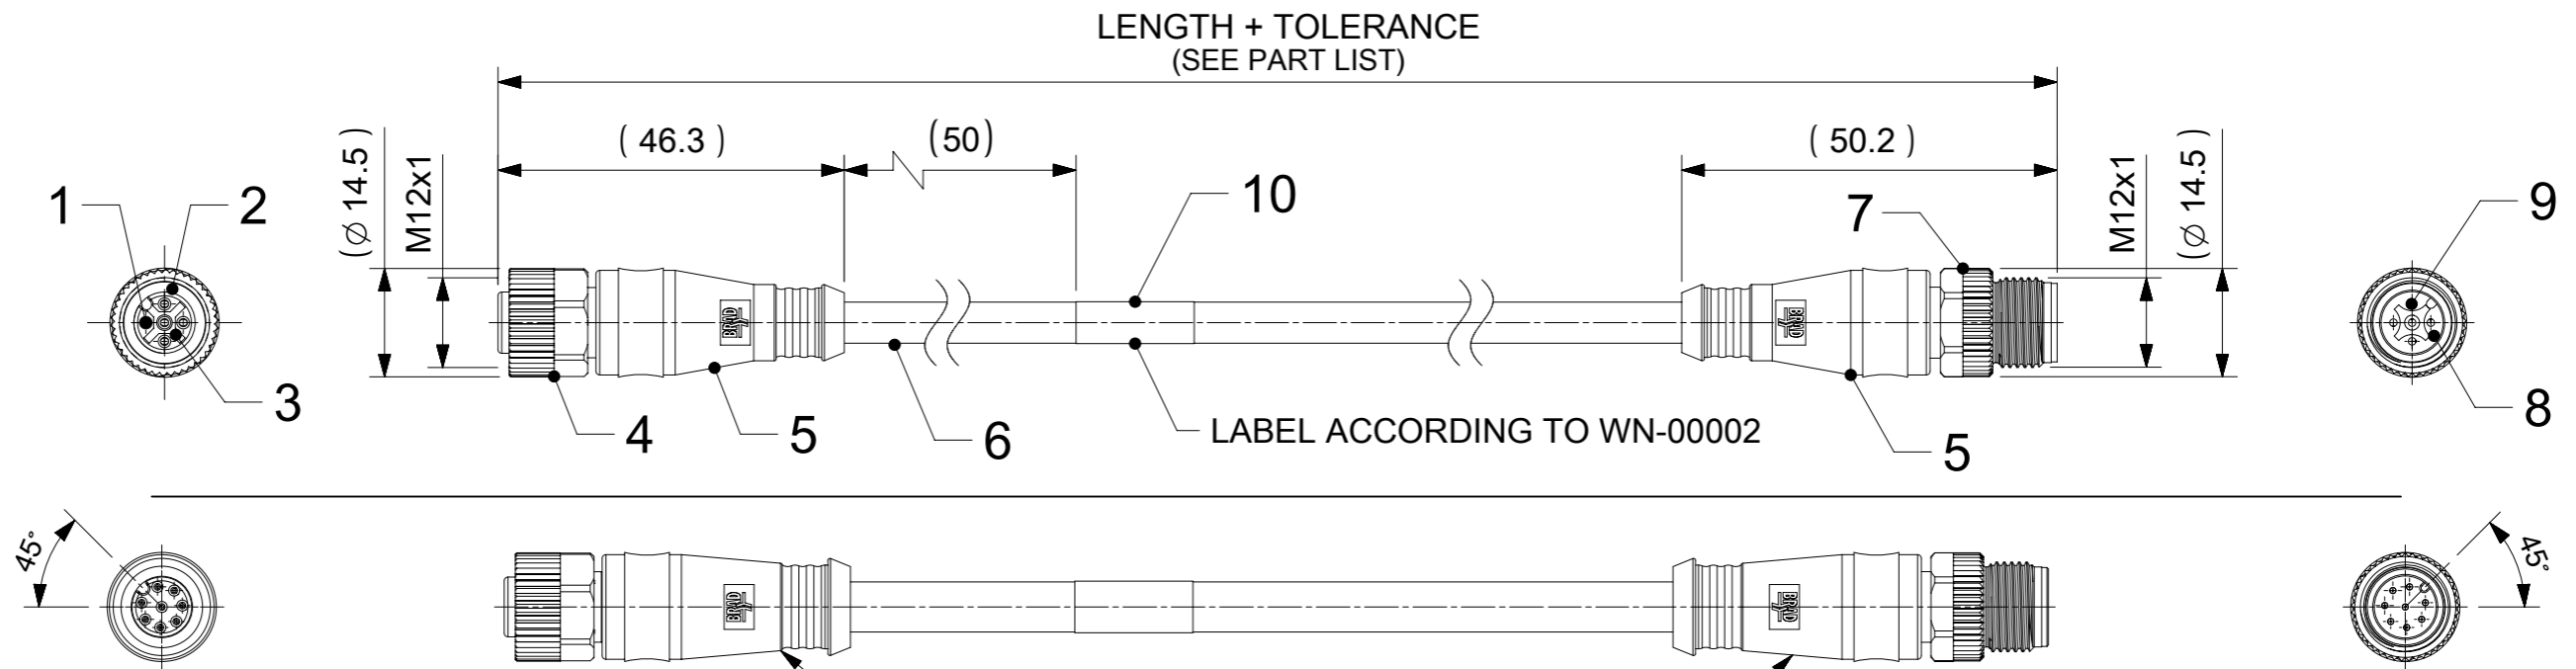 LENGTH + TOLERANCE
(SEE PART LIST)
( 46.3 )
(50)
( 50.2 )
(Ø 14.5 )
M12x1
M12x1
(Ø 14.5 )
1
2
10
7
9
3
4
5
6
LABEL ACCORDING TO WN-00002
5
8
BRAD
BRAD
45°
45°
BRAD
BRAD